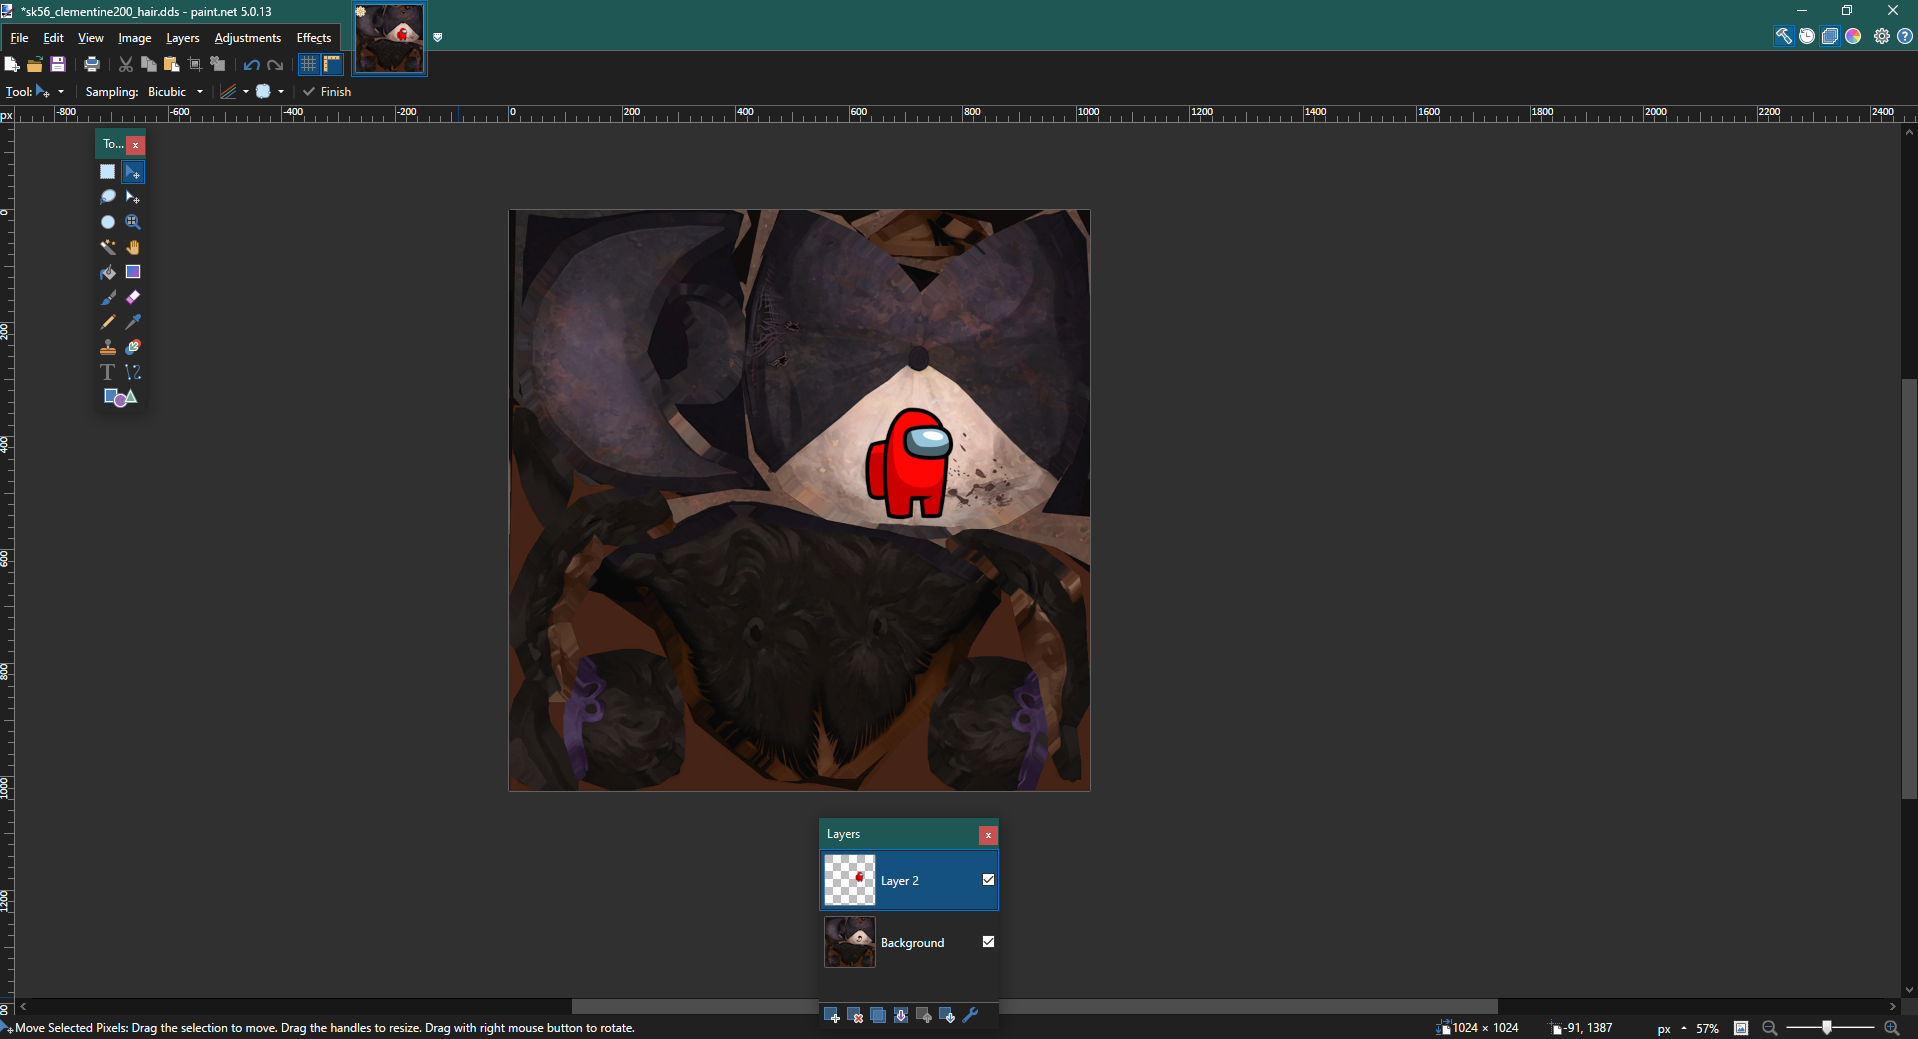 *sk56_clementine200_hair.dds - paint.net 5.0.13
File Edit View Image Layers Adjustments Effects
Tool: Sampling: Bicubic Finish
px -800 -600 -400 -200 0 200 400 600 800 1000 1200 1400 1600 1800 2000 2200 2400
To... x
0
200
400
600
800
1000
1200
T
Layers x
Layer 2
Background
Move Selected Pixels: Drag the selection to move. Drag the handles to resize. Drag with right mouse button to rotate. 1024 × 1024 -91, 1387 px 57%